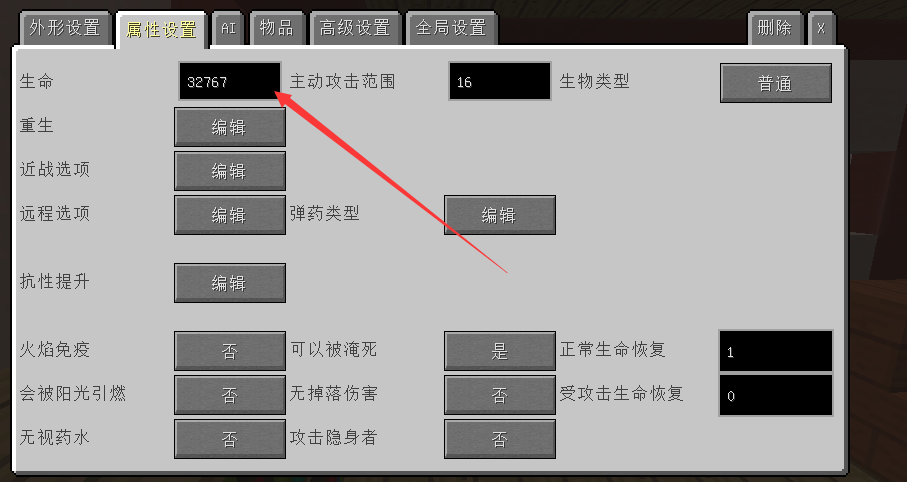 外形设置 属性设置 AI 物品 高级设置 全局设置 删除 X
生命 32767 主动攻击范围 16 生物类型 普通
重生 编辑
近战选项 编辑
远程选项 编辑 弹药类型 编辑
抗性提升 编辑
火焰免疫 否 可以被淹死 是 正常生命恢复 1
会被阳光引燃 否 无掉落伤害 否 受攻击生命恢复 0
无视药水 否 攻击隐身者 否